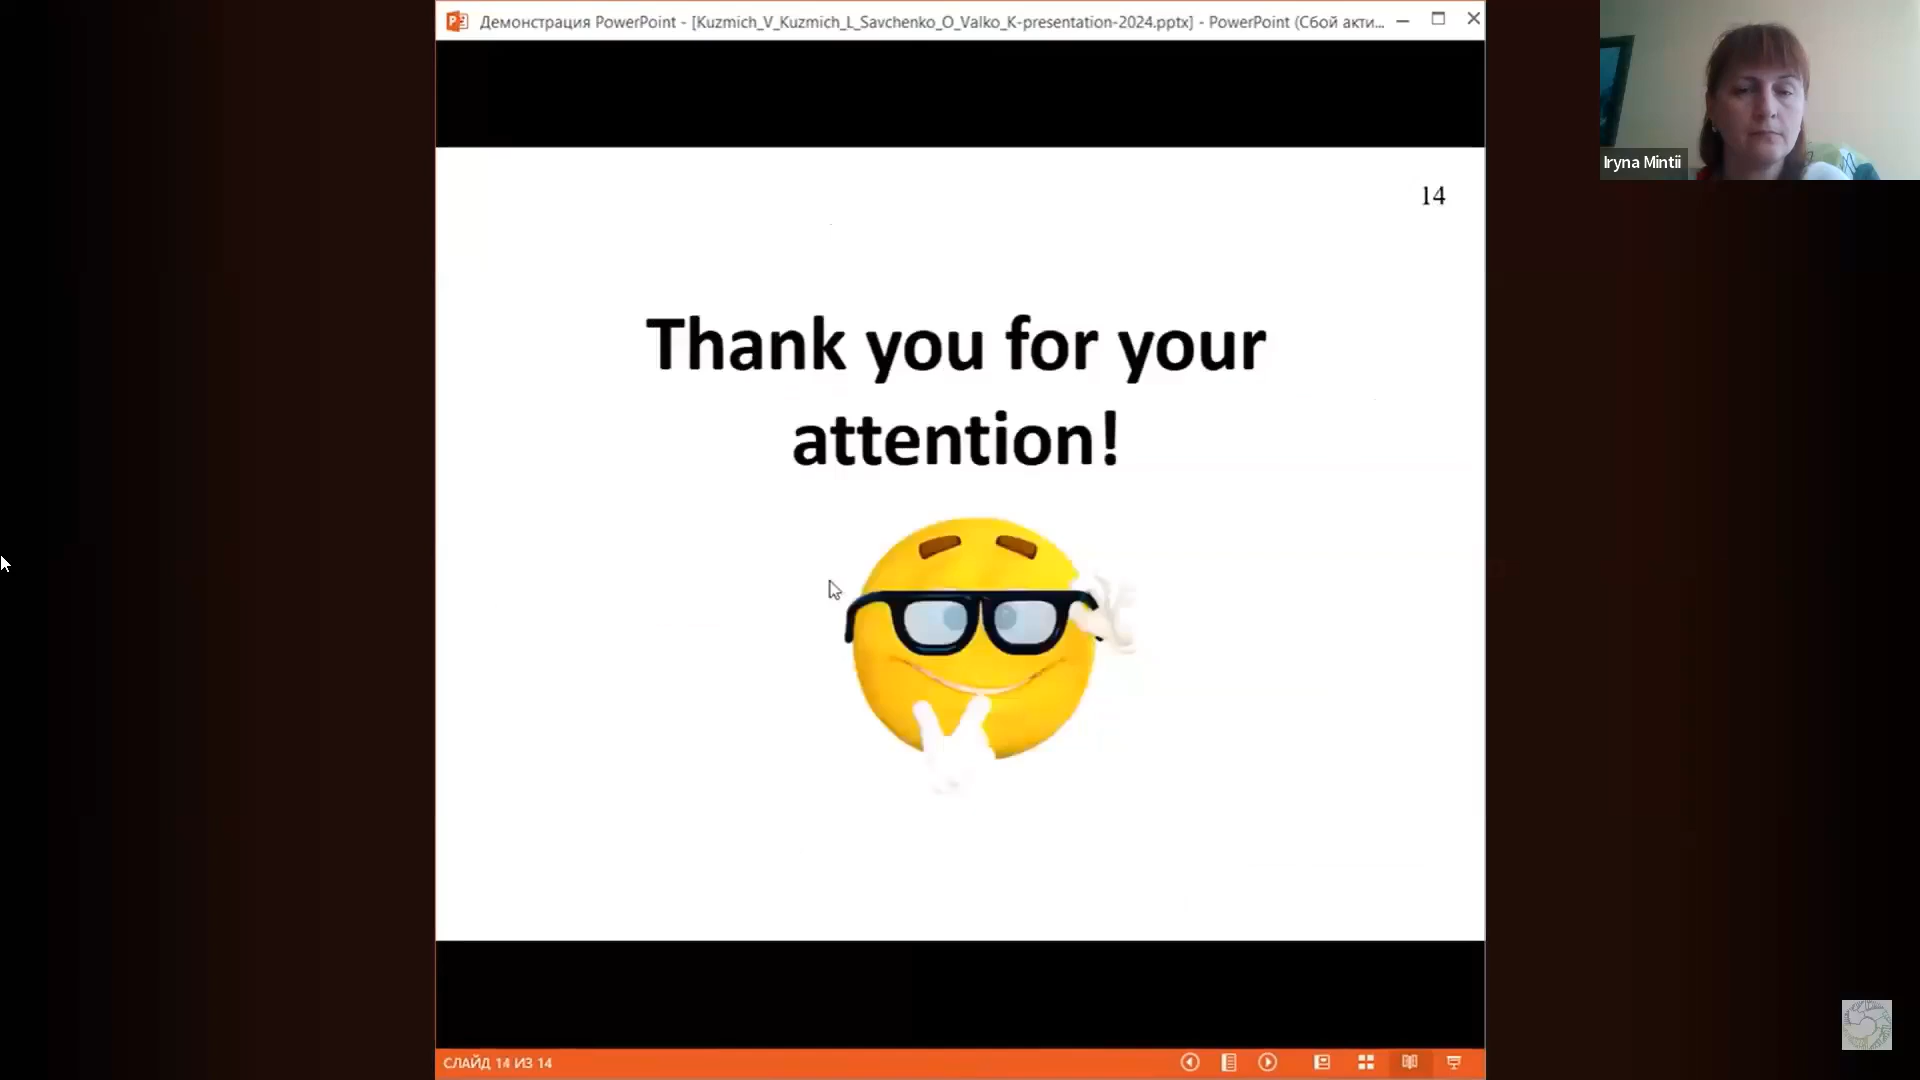 Демонстрация PowerPoint - [Kuzmich_V_Kuzmich_L_Savchenko_O_Valko_K-presentation-2024.pptx] - PowerPoint (Сбой акти...
Iryna Mintii
14
Thank you for your
attention!
СЛАЙД 14 ИЗ 14